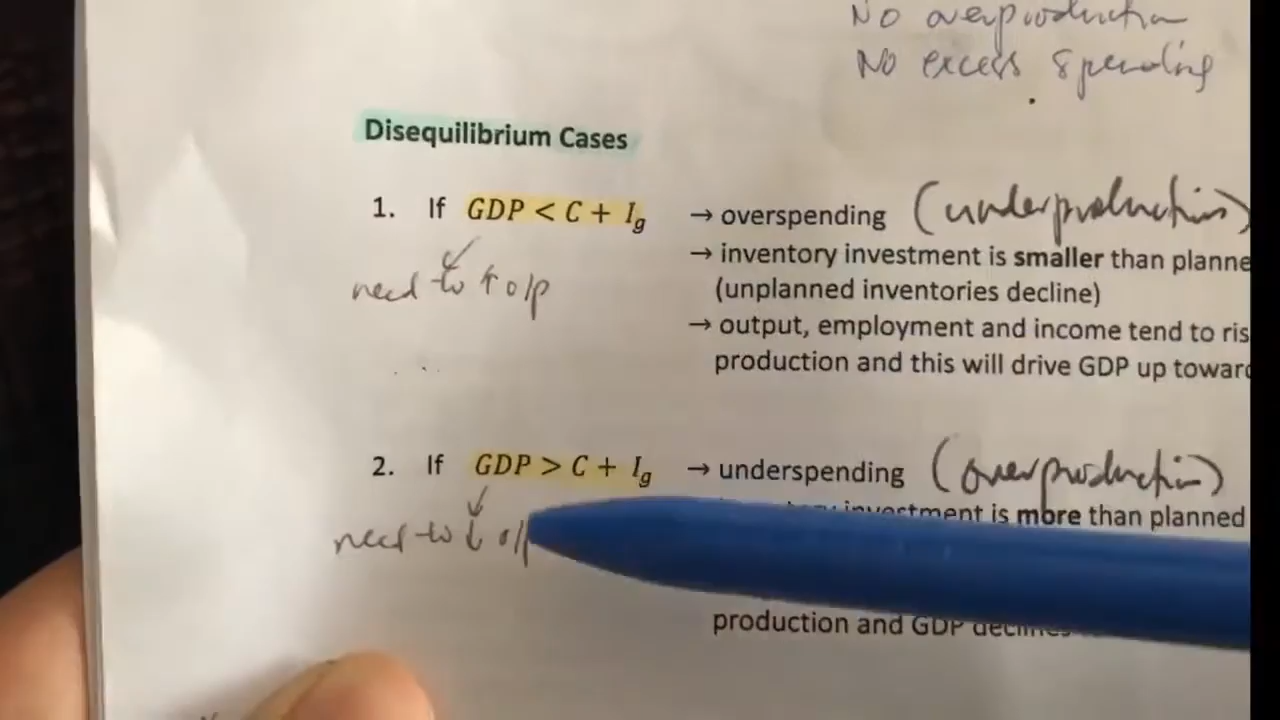 No overproduction
No excess spending
Disequilibrium Cases
1. If GDP < C + Ig → overspending (underproduction)
→ inventory investment is smaller than planne
need to ↑ o/p (unplanned inventories decline)
→ output, employment and income tend to ris
production and this will drive GDP up towar
2. If GDP > C + Ig → underspending (overproduction)
investment is more than planned
need to ↓ o/p
production and GDP declines